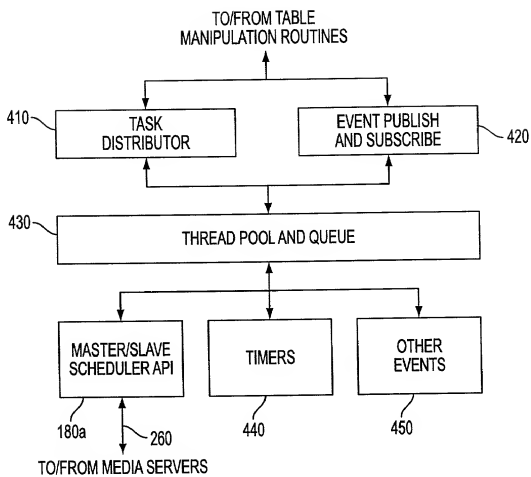 TO/FROM TABLE
MANIPULATION ROUTINES
410
TASK
DISTRIBUTOR
EVENT PUBLISH
AND SUBSCRIBE
420
430
THREAD POOL AND QUEUE
MASTER/SLAVE
SCHEDULER API
TIMERS
OTHER
EVENTS
180a
260
440
450
TO/FROM MEDIA SERVERS